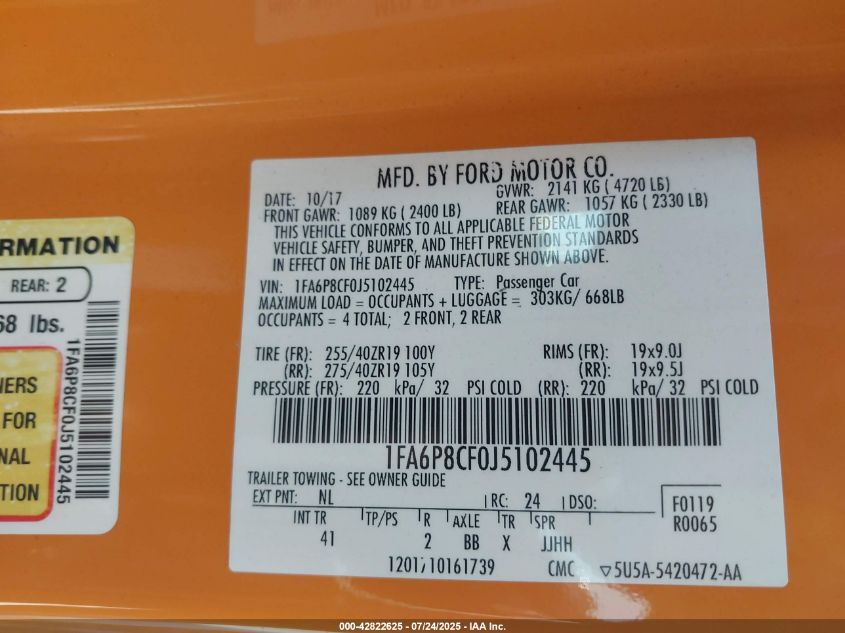 RMATION
REAR: 2
68 lbs.
NERS
FOR
NAL
TION
1FA6P8CF0J5102445
MFD. BY FORD MOTOR CO.
DATE: 10/17 GVWR: 2141 KG ( 4720 LB)
FRONT GAWR: 1089 KG ( 2400 LB) REAR GAWR: 1057 KG ( 2330 LB)
THIS VEHICLE CONFORMS TO ALL APPLICABLE FEDERAL MOTOR
VEHICLE SAFETY, BUMPER, AND THEFT PREVENTION STANDARDS
IN EFFECT ON THE DATE OF MANUFACTURE SHOWN ABOVE.
VIN: 1FA6P8CF0J5102445 TYPE: Passenger Car
MAXIMUM LOAD = OCCUPANTS + LUGGAGE = 303KG/ 668LB
OCCUPANTS = 4 TOTAL; 2 FRONT, 2 REAR
TIRE (FR): 255/40ZR19 100Y RIMS (FR): 19x9.0J
(RR): 275/40ZR19 105Y (RR): 19x9.5J
PRESSURE (FR): 220 kPa/ 32 PSI COLD (RR): 220 kPa/ 32 PSI COLD
1FA6P8CF0J5102445
TRAILER TOWING - SEE OWNER GUIDE
EXT PNT: NL RC: 24 DSO: F0119
R0065
INT TR TP/PS R AXLE TR SPR
41 2 BB X JJHH
1201710161739 CMC ▽5U5A-5420472-AA
000-42822625 - 07/24/2025 - IAA Inc.